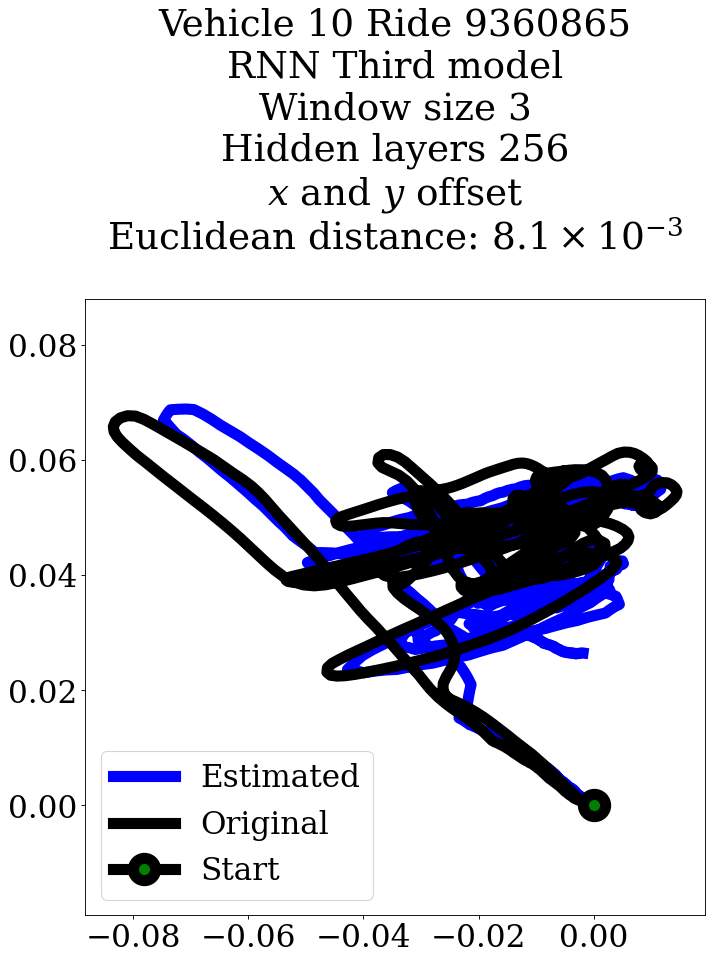 Vehicle 10 Ride 9360865
RNN Third model
Window size 3
Hidden layers 256
x and y offset
Euclidean distance: 8.1 × 10⁻³
0.08
0.06
0.04
0.02
0.00
Estimated
Original
Start
−0.08 −0.06 −0.04 −0.02 0.00